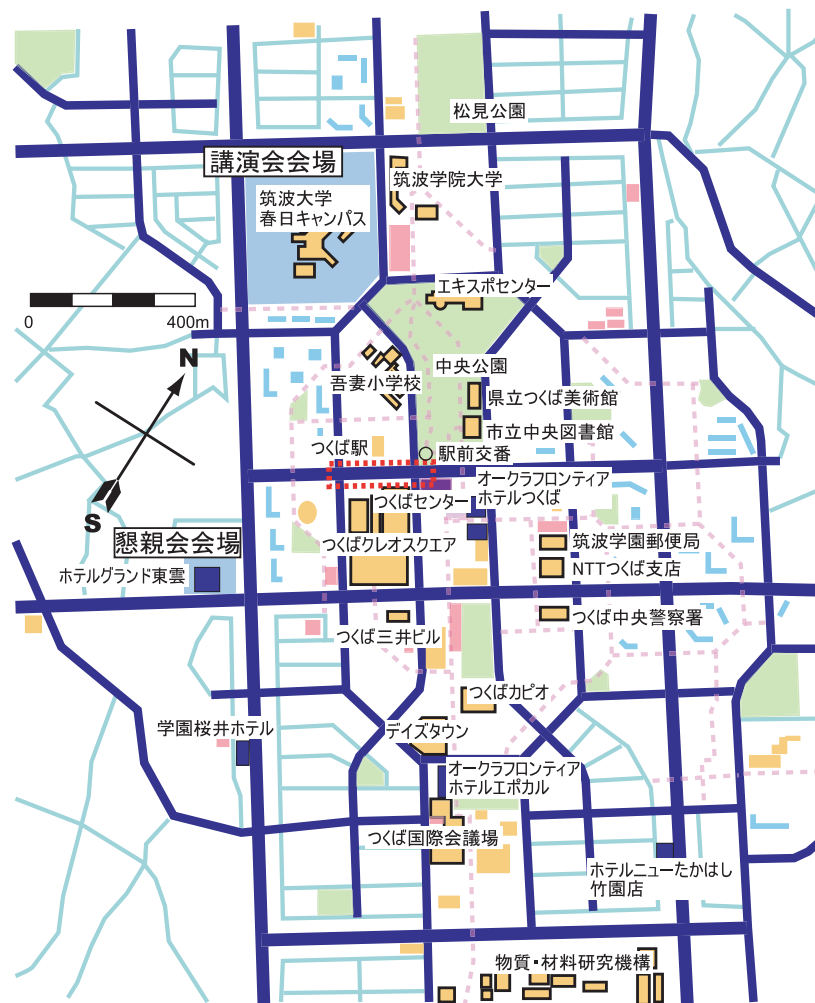 松見公園
講演会会場
筑波学院大学
筑波大学
春日キャンパス
エキスポセンター
0
400m
N
S
中央公園
吾妻小学校
県立つくば美術館
市立中央図書館
つくば駅
駅前交番
オークラフロンティア
ホテルつくば
つくばセンター
懇親会会場
つくばクレオスクエア
筑波学園郵便局
NTTつくば支店
ホテルグランド東雲
つくば三井ビル
つくば中央警察署
つくばカピオ
学園桜井ホテル
デイズタウン
オークラフロンティア
ホテルエポカル
つくば国際会議場
ホテルニューたかはし
竹園店
物質・材料研究機構